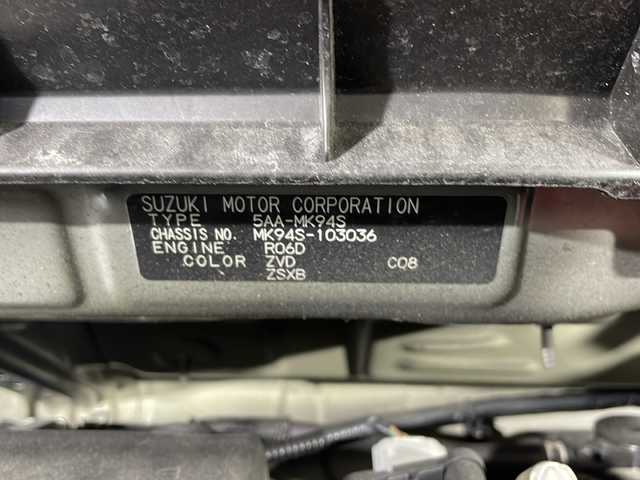 SUZUKI MOTOR CORPORATION
TYPE 5AA-MK94S
CHASSIS NO. MK94S-103036
ENGINE. R06D
COLOR ZVD CQ8
ZSXB